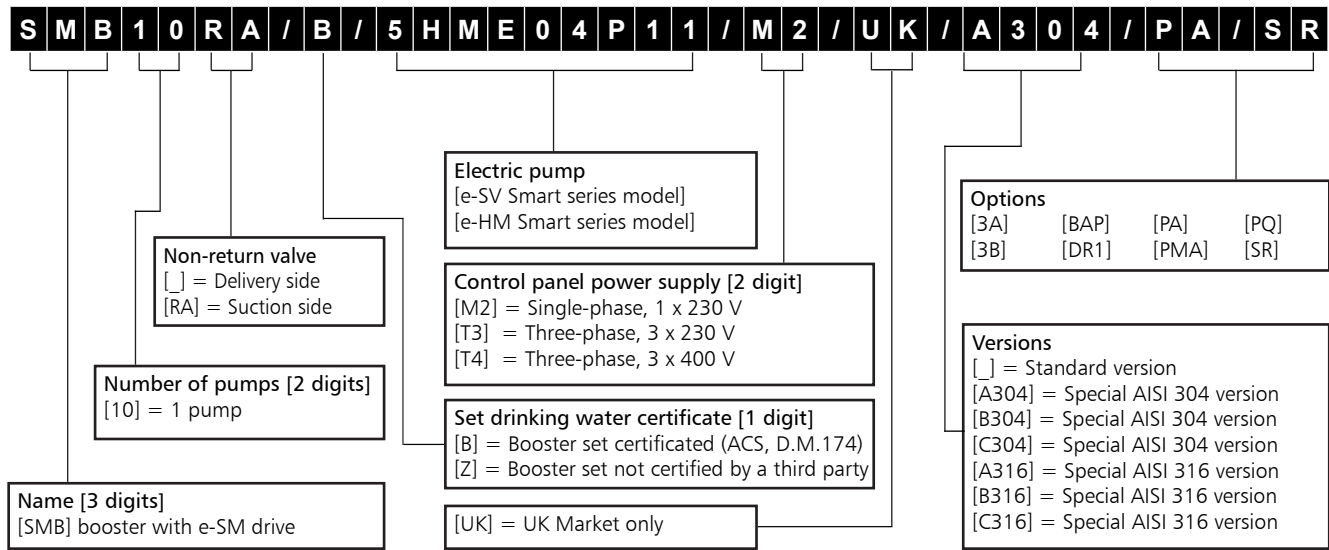 SMB10RA/B/5HME04P11/M2/UK/A304/PA/SR
Electric pump
[e-SV Smart series model]
[e-HM Smart series model]
Options
[3A] [BAP] [PA] [PQ]
[3B] [DR1] [PMA] [SR]
Non-return valve
[_] = Delivery side
[RA] = Suction side
Control panel power supply [2 digit]
[M2] = Single-phase, 1 x 230 V
[T3] = Three-phase, 3 x 230 V
[T4] = Three-phase, 3 x 400 V
Versions
[_] = Standard version
[A304] = Special AISI 304 version
[B304] = Special AISI 304 version
[C304] = Special AISI 304 version
[A316] = Special AISI 316 version
[B316] = Special AISI 316 version
[C316] = Special AISI 316 version
Number of pumps [2 digits]
[10] = 1 pump
Set drinking water certificate [1 digit]
[B] = Booster set certificated (ACS, D.M.174)
[Z] = Booster set not certified by a third party
Name [3 digits]
[SMB] booster with e-SM drive
[UK] = UK Market only